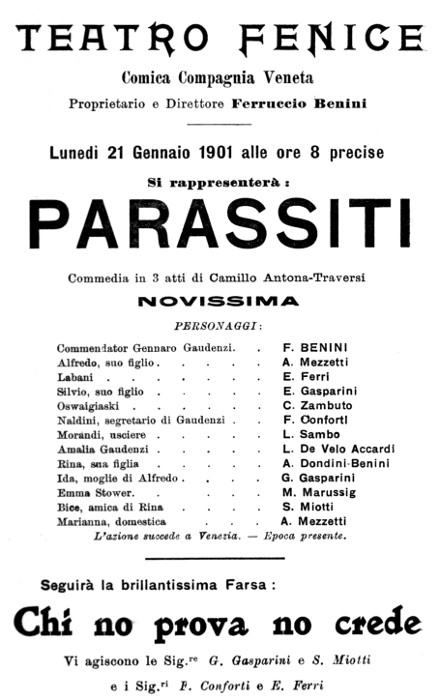 TEATRO FENICE
Comica Compagnia Veneta
Proprietario e Direttore Ferruccio Benini
Lunedì 21 Gennaio 1901 alle ore 8 precise
Si rappresenterà :
PARASSITI
Commedia in 3 atti di Camillo Antona-Traversi
NOVISSIMA
PERSONAGGI:
Commendator Gennaro Gaudenzi. . F. BENINI
Alfredo, suo figlio . . . . . A. Mezzetti
Labani . . . . . . . E. Ferri
Silvio, suo figlio . . . . . E. Gasparini
Oswaigiaski . . . . . . C. Zambuto
Naldini, segretario di Gaudenzi . . F. Conforti
Morandi, usciere . . . . . L. Sambo
Amalia Gaudenzi . . . . . L. De Velo Accardi
Rina, sua figlia . . . . . A. Dondini-Benini
Ida, moglie di Alfredo . . . . G. Gasparini
Emma Stower. . . . . . M. Marussig
Bice, amica di Rina . . . . S. Miotti
Marianna, domestica . . . A. Mezzetti
L'azione succede a Venezia. — Epoca presente.
Seguirà la brillantissima Farsa :
Chi no prova no crede
Vi agiscono le Sig.re G. Gasparini e S. Miotti
e i Sig.ri F. Conforti e E. Ferri